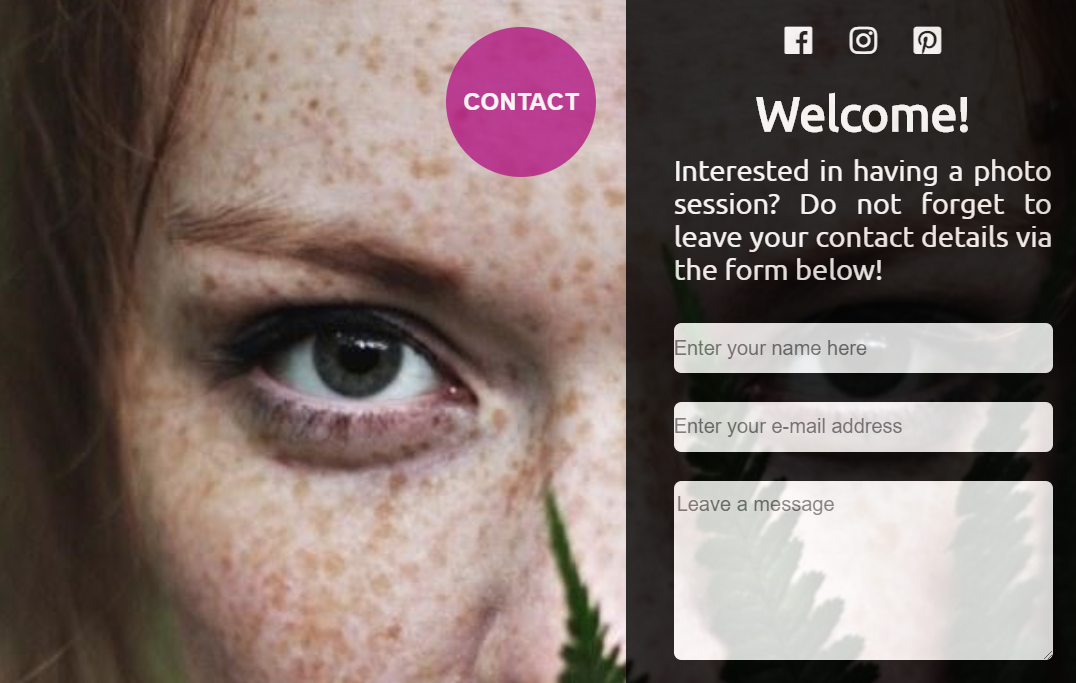 CONTACT
Welcome!
Interested in having a photo
session? Do not forget to
leave your contact details via
the form below!
Enter your name here
Enter your e-mail address
Leave a message